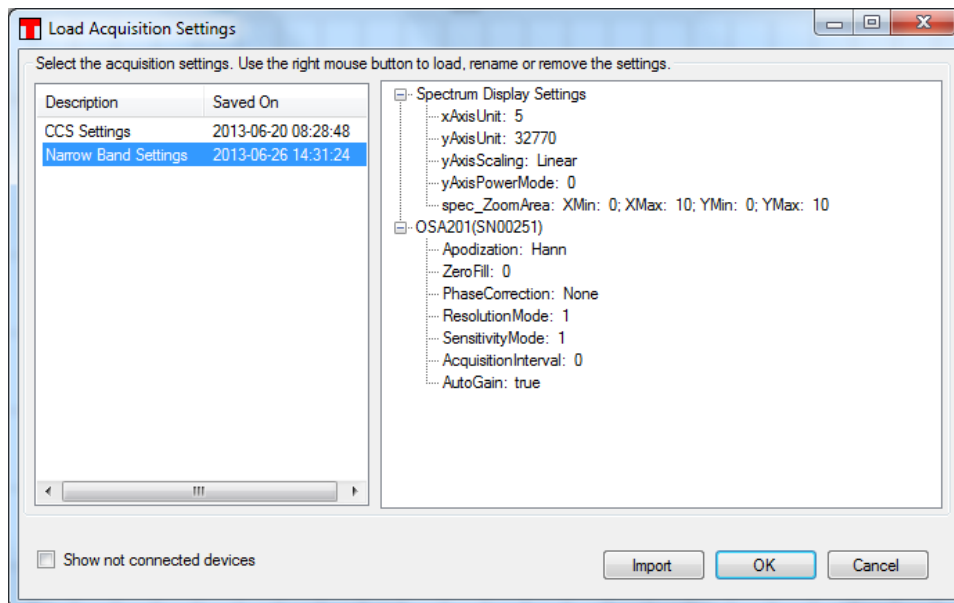 Load Acquisition Settings
Select the acquisition settings. Use the right mouse button to load, rename or remove the settings.
Description Saved On
CCS Settings 2013-06-20 08:28:48
Narrow Band Settings 2013-06-26 14:31:24
Spectrum Display Settings
xAxisUnit: 5
yAxisUnit: 32770
yAxisScaling: Linear
yAxisPowerMode: 0
spec_ZoomArea: XMin: 0; XMax: 10; YMin: 0; YMax: 10
OSA201(SN00251)
Apodization: Hann
ZeroFill: 0
PhaseCorrection: None
ResolutionMode: 1
SensitivityMode: 1
AcquisitionInterval: 0
AutoGain: true
Show not connected devices
Import OK Cancel